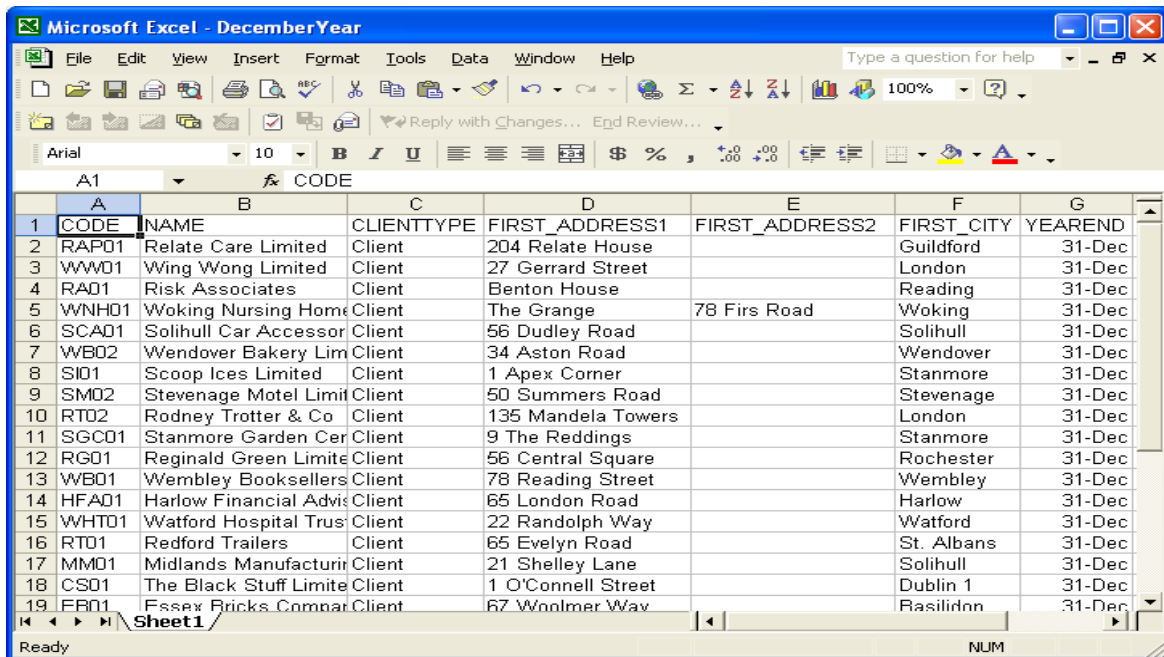 Microsoft Excel - DecemberYear
File Edit View Insert Format Tools Data Window Help Type a question for help
ABC Σ A Z Z A 100% ?
Reply with Changes... End Review...
Arial 10 B I U $ % , .00 .00 A
A1 fx CODE
A B C D E F G
1 CODE NAME CLIENTTYPE FIRST_ADDRESS1 FIRST_ADDRESS2 FIRST_CITY YEAREND
2 RAP01 Relate Care Limited Client 204 Relate House Guildford 31-Dec
3 WW01 Wing Wong Limited Client 27 Gerrard Street London 31-Dec
4 RA01 Risk Associates Client Benton House Reading 31-Dec
5 WNH01 Woking Nursing Home Client The Grange 78 Firs Road Woking 31-Dec
6 SCA01 Solihull Car Accessor Client 56 Dudley Road Solihull 31-Dec
7 WB02 Wendover Bakery Lim Client 34 Aston Road Wendover 31-Dec
8 SI01 Scoop Ices Limited Client 1 Apex Corner Stanmore 31-Dec
9 SM02 Stevenage Motel Limit Client 50 Summers Road Stevenage 31-Dec
10 RT02 Rodney Trotter & Co Client 135 Mandela Towers London 31-Dec
11 SGC01 Stanmore Garden Cer Client 9 The Reddings Stanmore 31-Dec
12 RG01 Reginald Green Limite Client 56 Central Square Rochester 31-Dec
13 WB01 Wembley Booksellers Client 78 Reading Street Wembley 31-Dec
14 HFA01 Harlow Financial Advis Client 65 London Road Harlow 31-Dec
15 WHT01 Watford Hospital Trus Client 22 Randolph Way Watford 31-Dec
16 RT01 Redford Trailers Client 65 Evelyn Road St. Albans 31-Dec
17 MM01 Midlands Manufacturin Client 21 Shelley Lane Solihull 31-Dec
18 CS01 The Black Stuff Limite Client 1 O'Connell Street Dublin 1 31-Dec
19 EB01 Essex Bricks Compar Client 67 Woolmer Way Basilidon 31-Dec
Sheet1
Ready NUM